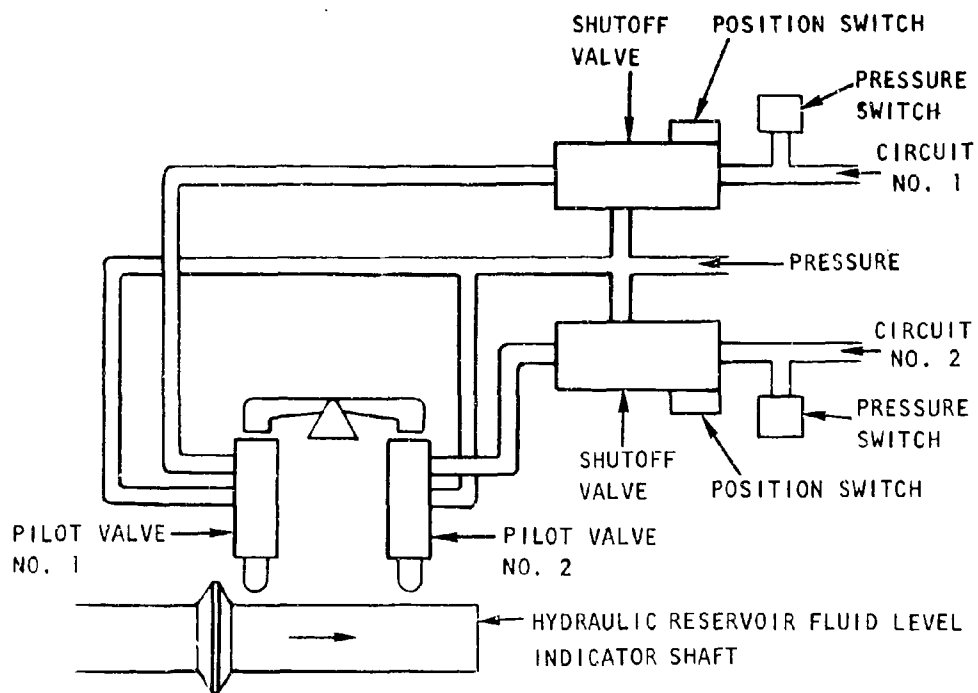 SHUTOFF
VALVE
POSITION SWITCH
PRESSURE
SWITCH
CIRCUIT
NO. 1
PRESSURE
CIRCUIT
NO. 2
PRESSURE
SWITCH
SHUTOFF
VALVE
POSITION SWITCH
PILOT VALVE
NO. 1
PILOT VALVE
NO. 2
HYDRAULIC RESERVOIR FLUID LEVEL
INDICATOR SHAFT